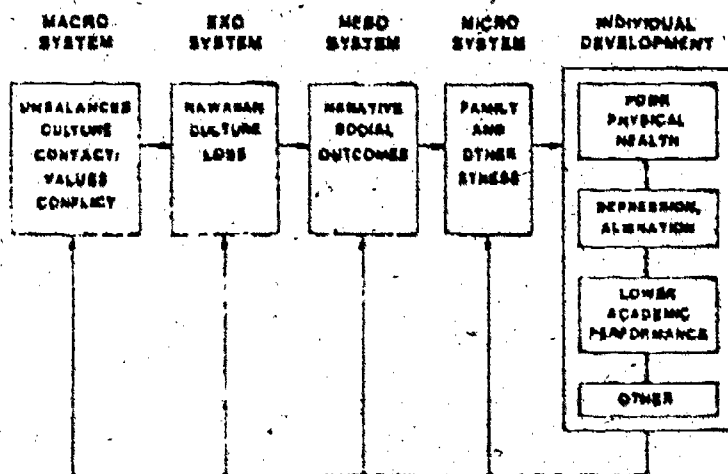 MACRO
SYSTEM
EXO
SYSTEM
MESO
SYSTEM
MICRO
SYSTEM
INDIVIDUAL
DEVELOPMENT
UNBALANCED
CULTURE
CONTACT:
VALUES
CONFLICT
HAWAIIAN
CULTURE
LOSS
NEGATIVE
SOCIAL
OUTCOMES
FAMILY
AND
OTHER
STRESS
POOR
PHYSICAL
HEALTH
DEPRESSION,
ALIENATION
LOWER
ACADEMIC
PERFORMANCE
OTHER